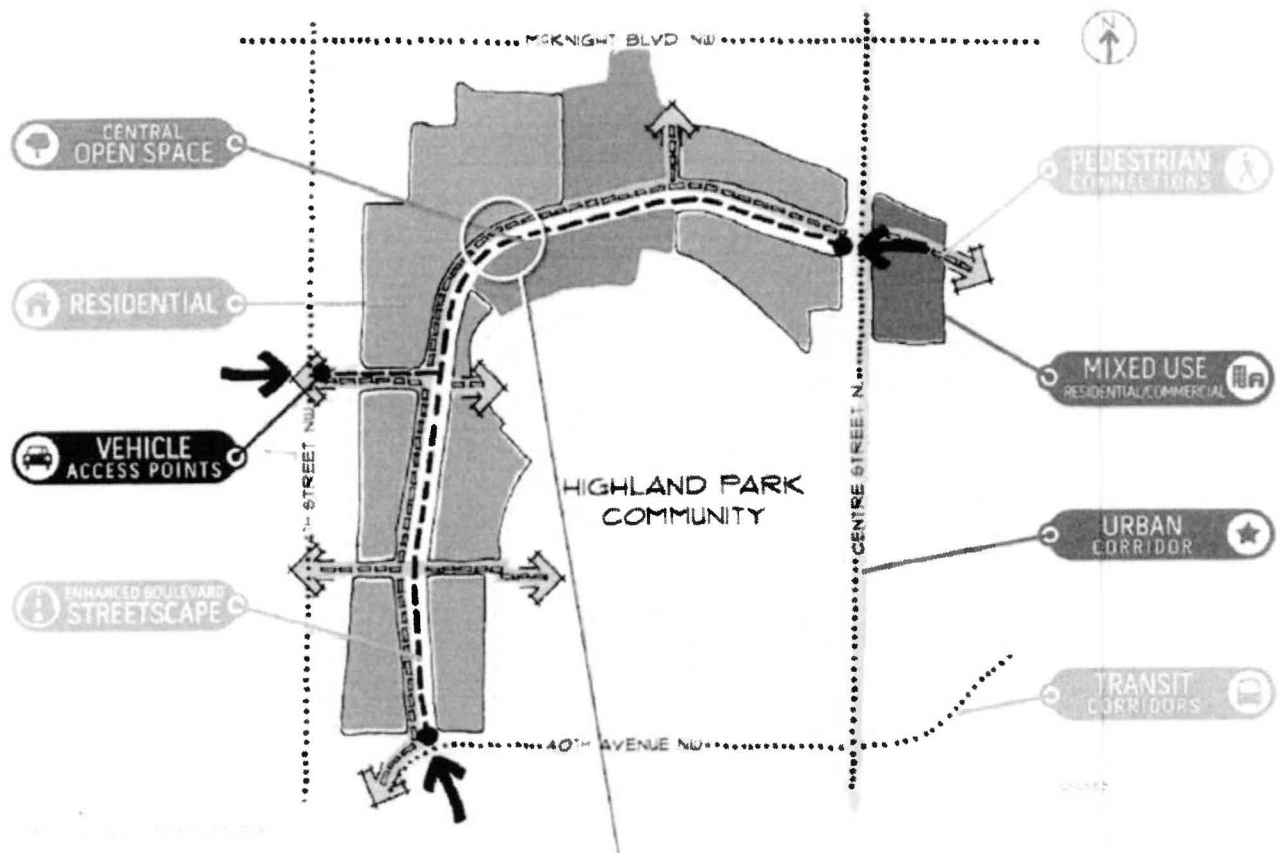 McKNIGHT BLVD NW
N
CENTRAL
OPEN SPACE
PEDESTRIAN
CONNECTIONS
RESIDENTIAL
MIXED USE
RESIDENTIAL/COMMERCIAL
VEHICLE
ACCESS POINTS
4TH STREET NW
HIGHLAND PARK
COMMUNITY
CENTRE STREET N.
URBAN
CORRIDOR
ENHANCED BOULEVARD
STREETSCAPE
TRANSIT
CORRIDORS
40TH AVENUE NW